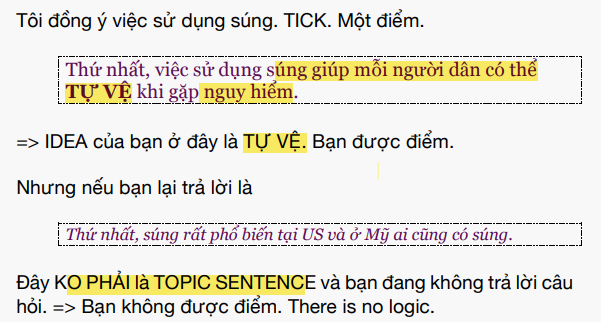 Tôi đồng ý việc sử dụng súng. TICK. Một điểm.
Thứ nhất, việc sử dụng súng giúp mỗi người dân có thể
TỰ VỆ khi gặp nguy hiểm.
=> IDEA của bạn ở đây là TỰ VỆ. Bạn được điểm.
Nhưng nếu bạn lại trả lời là
Thứ nhất, súng rất phổ biến tại US và ở Mỹ ai cũng có súng.
Đây KO PHẢI là TOPIC SENTENCE và bạn đang không trả lời câu
hỏi. => Bạn không được điểm. There is no logic.